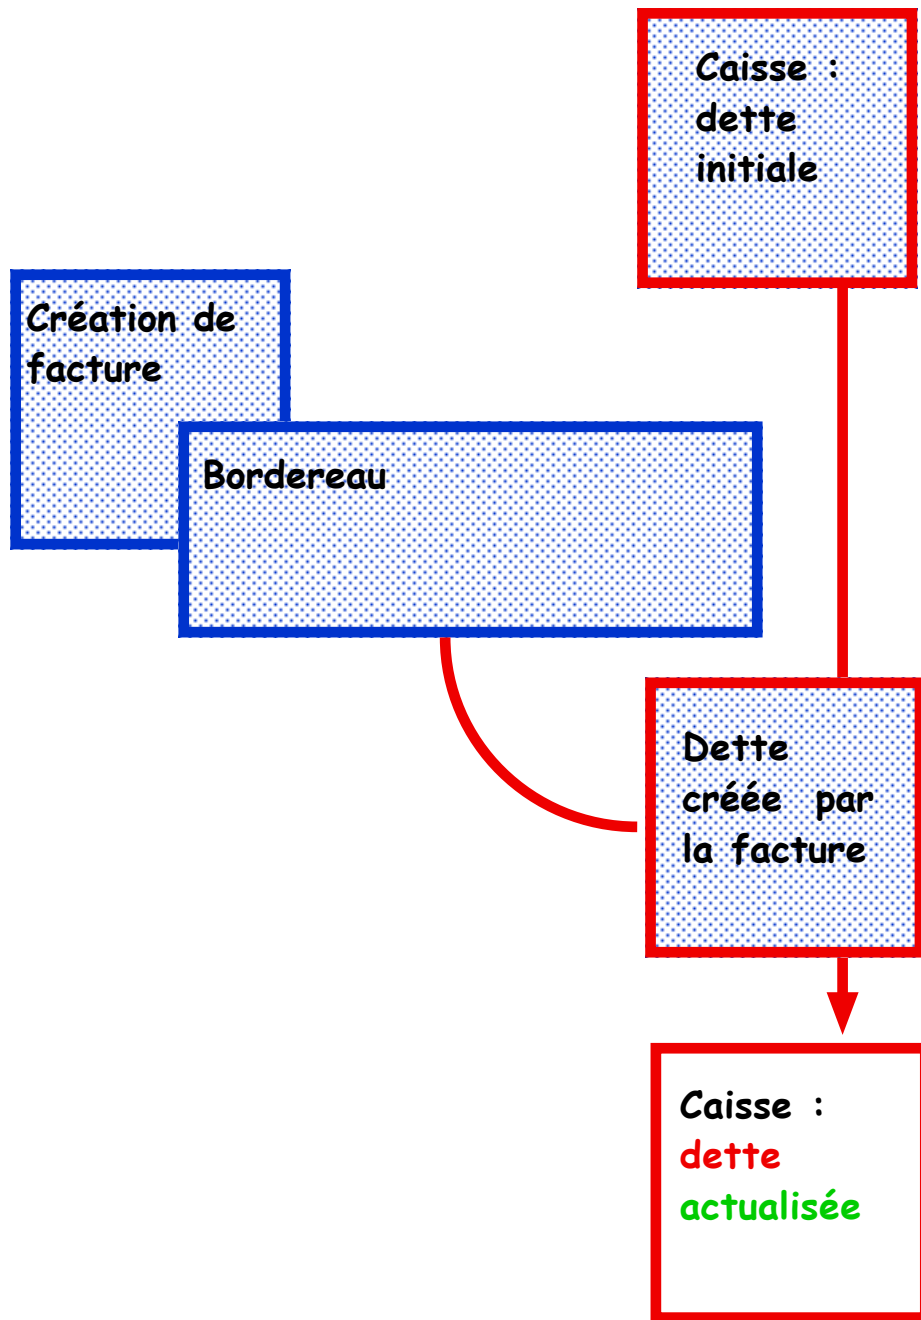 Caisse :
dette
initiale
Création de
facture
Bordereau
Dette
créée par
la facture
Caisse :
dette
actualisée